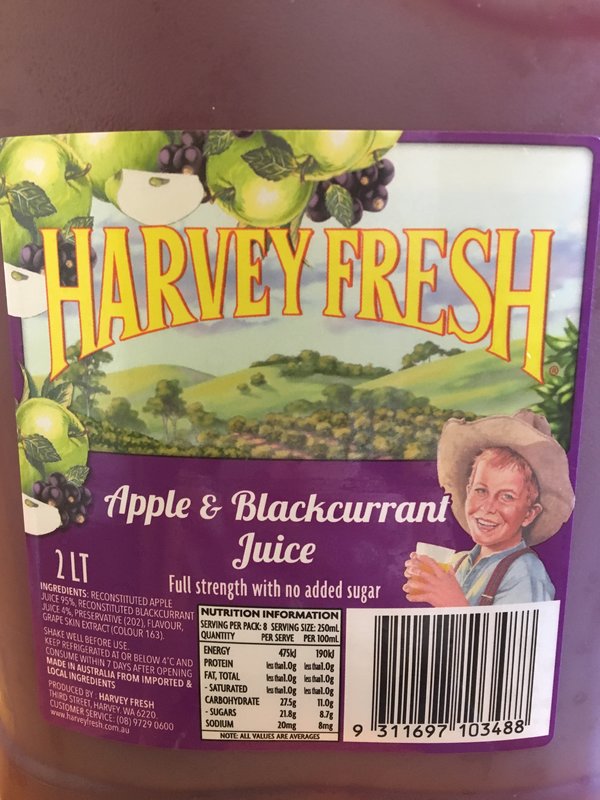 HARVEY FRESH
®
Apple & Blackcurrant
Juice
2 LT
Full strength with no added sugar
INGREDIENTS: RECONSTITUTED APPLE
JUICE 95%, RECONSTITUTED BLACKCURRANT
JUICE 4%, PRESERVATIVE (202), FLAVOUR,
GRAPE SKIN EXTRACT (COLOUR 163).
SHAKE WELL BEFORE USE.
KEEP REFRIGERATED AT OR BELOW 4°C AND
CONSUME WITHIN 7 DAYS AFTER OPENING
MADE IN AUSTRALIA FROM IMPORTED &
LOCAL INGREDIENTS
PRODUCED BY: HARVEY FRESH
THIRD STREET, HARVEY. WA 6220.
CUSTOMER SERVICE: (08) 9729 0600
www.harveyfresh.com.au
NUTRITION INFORMATION
SERVING PER PACK: 8 SERVING SIZE: 250mL
QUANTITY PER SERVE PER 100mL
ENERGY 475kJ 190kJ
PROTEIN less than1.0g less than1.0g
FAT, TOTAL less than1.0g less than1.0g
- SATURATED less than1.0g less than1.0g
CARBOHYDRATE 27.5g 11.0g
- SUGARS 21.8g 8.7g
SODIUM 20mg 8mg
NOTE: ALL VALUES ARE AVERAGES
9 311697 103488